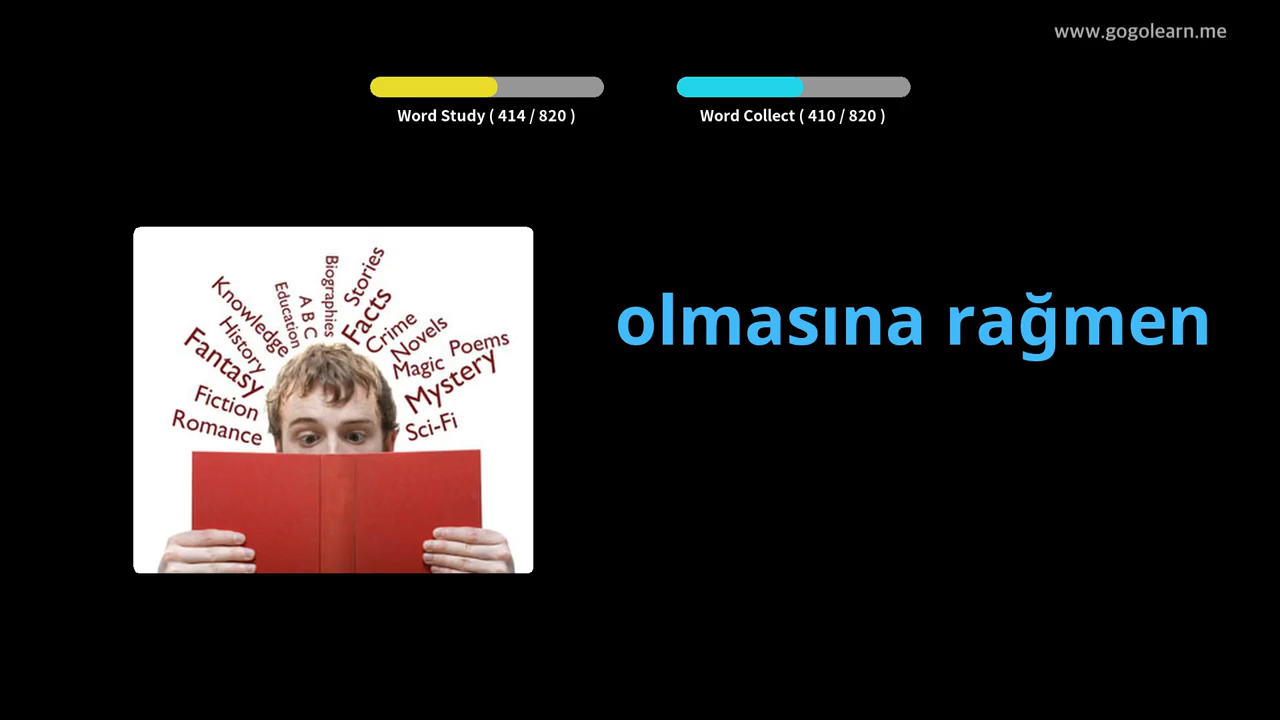 www.gogolearn.me
Word Study ( 414 / 820 )
Word Collect ( 410 / 820 )
olmasına rağmen
Knowledge
Education
A B C
Biographies
Stories
Facts
Crime
Novels
Poems
Magic
Mystery
Sci-Fi
History
Fantasy
Fiction
Romance